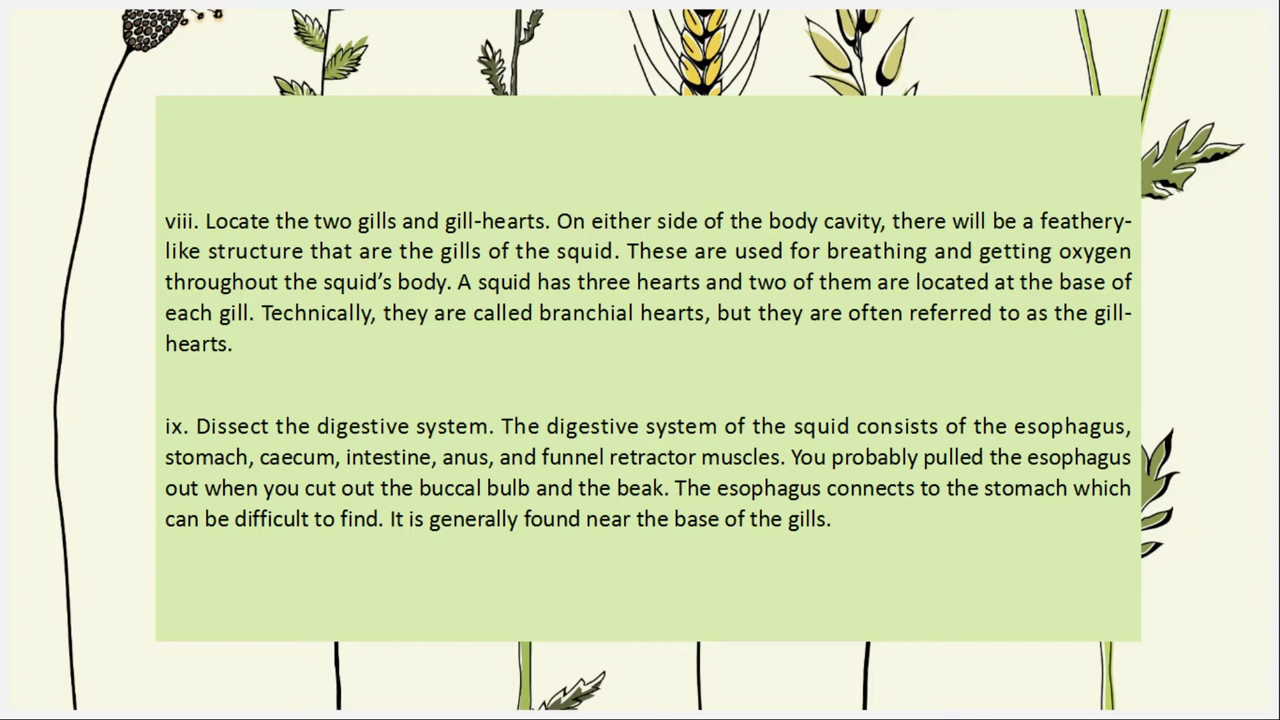 viii. Locate the two gills and gill-hearts. On either side of the body cavity, there will be a feathery-
like structure that are the gills of the squid. These are used for breathing and getting oxygen
throughout the squid’s body. A squid has three hearts and two of them are located at the base of
each gill. Technically, they are called branchial hearts, but they are often referred to as the gill-
hearts.
ix. Dissect the digestive system. The digestive system of the squid consists of the esophagus,
stomach, caecum, intestine, anus, and funnel retractor muscles. You probably pulled the esophagus
out when you cut out the buccal bulb and the beak. The esophagus connects to the stomach which
can be difficult to find. It is generally found near the base of the gills.